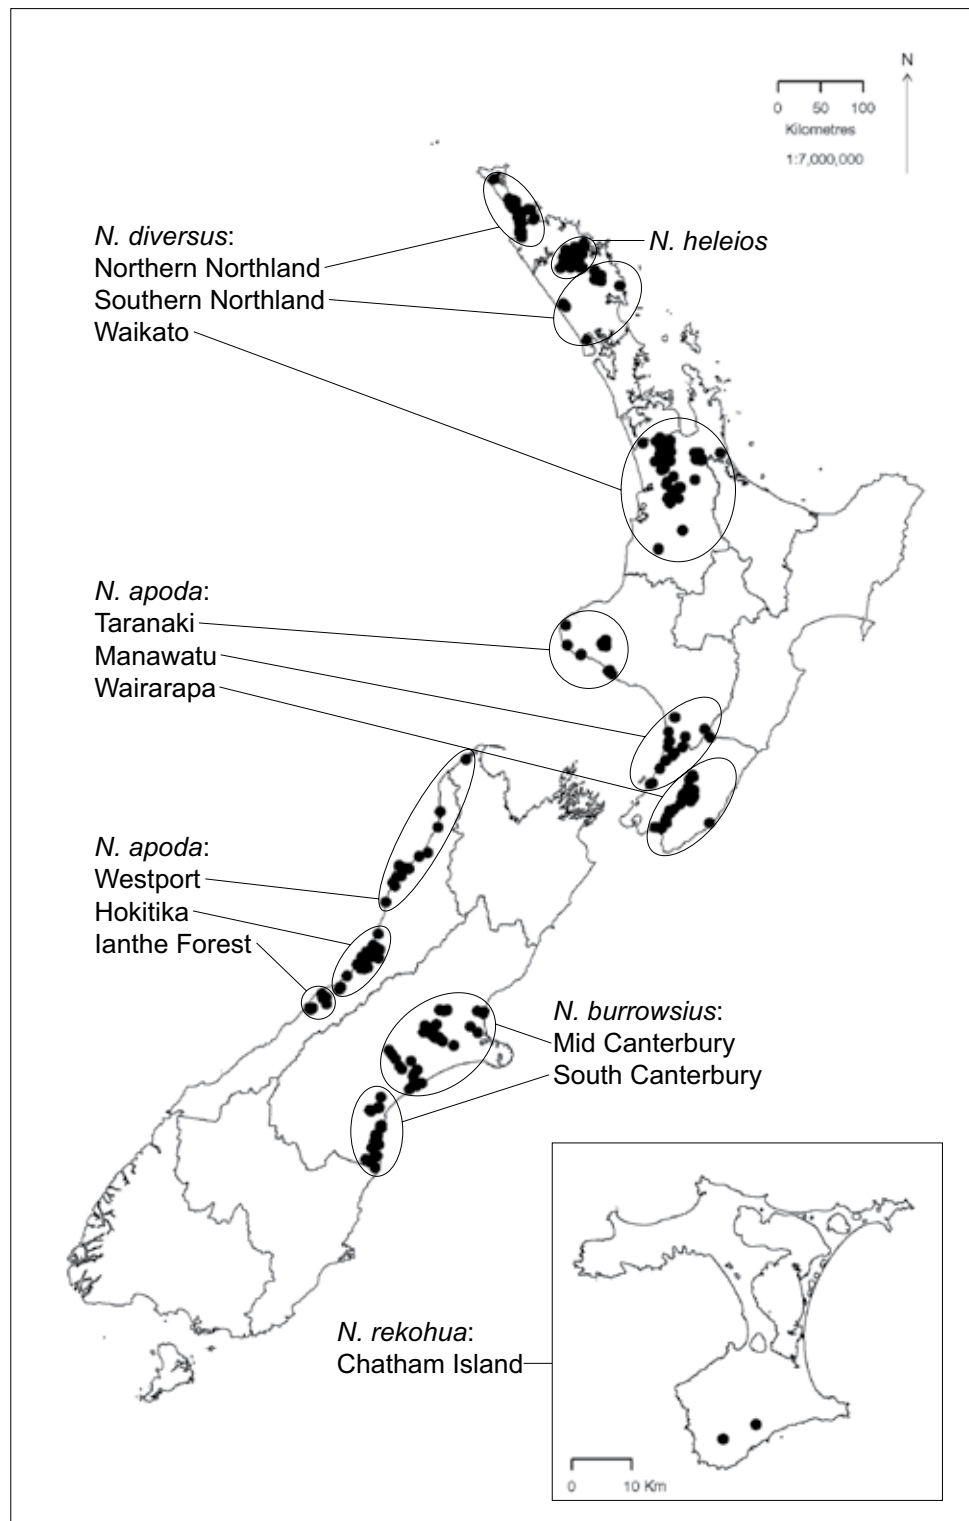 N
0 50 100
Kilometres
1:7,000,000
N. diversus:
Northern Northland
Southern Northland
Waikato
N. heleios
N. apoda:
Taranaki
Manawatu
Wairarapa
N. apoda:
Westport
Hokitika
Ianthe Forest
N. burrowsius:
Mid Canterbury
South Canterbury
N. rekohua:
Chatham Island
0 10 Km